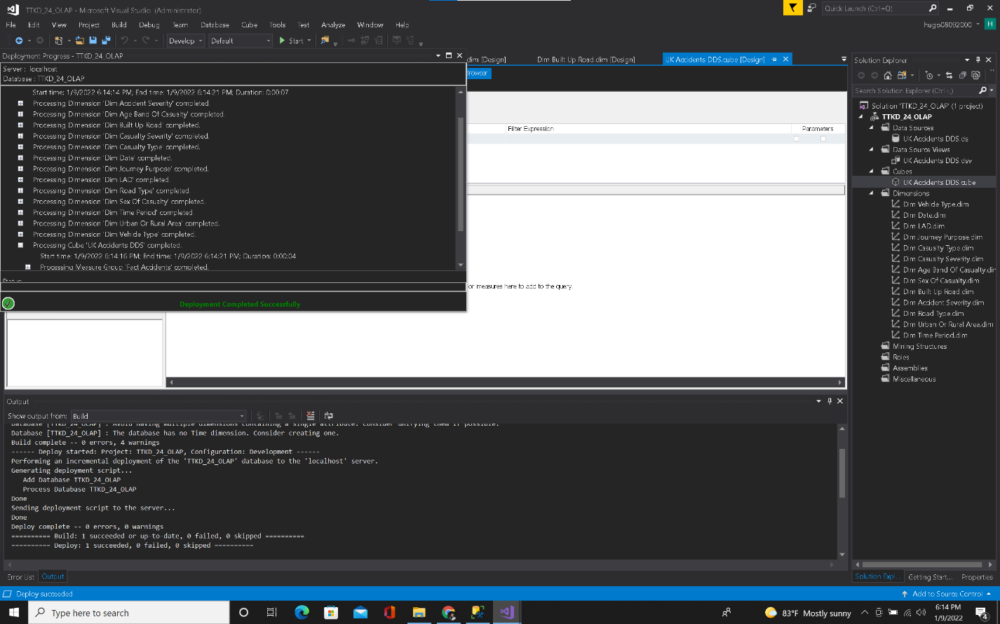 TTKD_24_OLAP - Microsoft Visual Studio (Administrator)
Quick Launch (Ctrl+Q)
File Edit View Project Build Debug Team Database Cube Tools Test Analyze Window Help
hugo08092000
H
Develop
Default
Start
Deployment Progress - TTKD_24_OLAP
Server : localhost
Database : TTKD_24_OLAP
Start time: 1/9/2022 6:14:14 PM; End time: 1/9/2022 6:14:21 PM; Duration: 0:00:07
Processing Dimension 'Dim Accident Severity' completed.
Processing Dimension 'Dim Age Band Of Casualty' completed.
Processing Dimension 'Dim Built Up Road' completed.
Processing Dimension 'Dim Casualty Severity' completed.
Processing Dimension 'Dim Casualty Type' completed.
Processing Dimension 'Dim Date' completed.
Processing Dimension 'Dim Journey Purpose' completed.
Processing Dimension 'Dim LAD' completed.
Processing Dimension 'Dim Road Type' completed.
Processing Dimension 'Dim Sex Of Casualty' completed.
Processing Dimension 'Dim Time Period' completed.
Processing Dimension 'Dim Urban Or Rural Area' completed.
Processing Dimension 'Dim Vehicle Type' completed.
Processing Cube 'UK Accidents DDS' completed.
Start time: 1/9/2022 6:14:16 PM; End time: 1/9/2022 6:14:21 PM; Duration: 0:00:04
Processing Measure Group 'Fact Accidents' completed.
Status:
Deployment Completed Successfully
dim [Design]
Dim Built Up Road.dim [Design]
UK Accidents DDS.cube [Design]
Browser
Filter Expression
Parameters
or measures here to add to the query.
Solution Explorer
Search Solution Explorer (Ctrl+;)
Solution 'TTKD_24_OLAP' (1 project)
TTKD_24_OLAP
Data Sources
UK Accidents DDS.ds
Data Source Views
UK Accidents DDS.dsv
Cubes
UK Accidents DDS.cube
Dimensions
Dim Vehicle Type.dim
Dim Date.dim
Dim LAD.dim
Dim Journey Purpose.dim
Dim Casualty Type.dim
Dim Casualty Severity.dim
Dim Age Band Of Casualty.dir
Dim Sex Of Casualty.dim
Dim Built Up Road.dim
Dim Accident Severity.dim
Dim Road Type.dim
Dim Urban Or Rural Area.dim
Dim Time Period.dim
Mining Structures
Roles
Assemblies
Miscellaneous
Solution Expl...
Getting Start...
Properties
Output
Show output from: Build
Database [TTKD_24_OLAP] : Avoid having multiple dimensions containing a single attribute. Consider unifying them if possible.
Database [TTKD_24_OLAP] : The database has no Time dimension. Consider creating one.
Build complete -- 0 errors, 4 warnings
------ Deploy started: Project: TTKD_24_OLAP, Configuration: Development ------
Performing an incremental deployment of the 'TTKD_24_OLAP' database to the 'localhost' server.
Generating deployment script...
Add Database TTKD_24_OLAP
Process Database TTKD_24_OLAP
Done
Sending deployment script to the server...
Done
Deploy complete -- 0 errors, 0 warnings
========== Build: 1 succeeded or up-to-date, 0 failed, 0 skipped ==========
---------- Deploy: 1 succeeded, 0 failed, 0 skipped ----------
Error List
Output
Deploy succeeded
Add to Source Control
Type here to search
83°F Mostly sunny
6:14 PM
1/9/2022
4